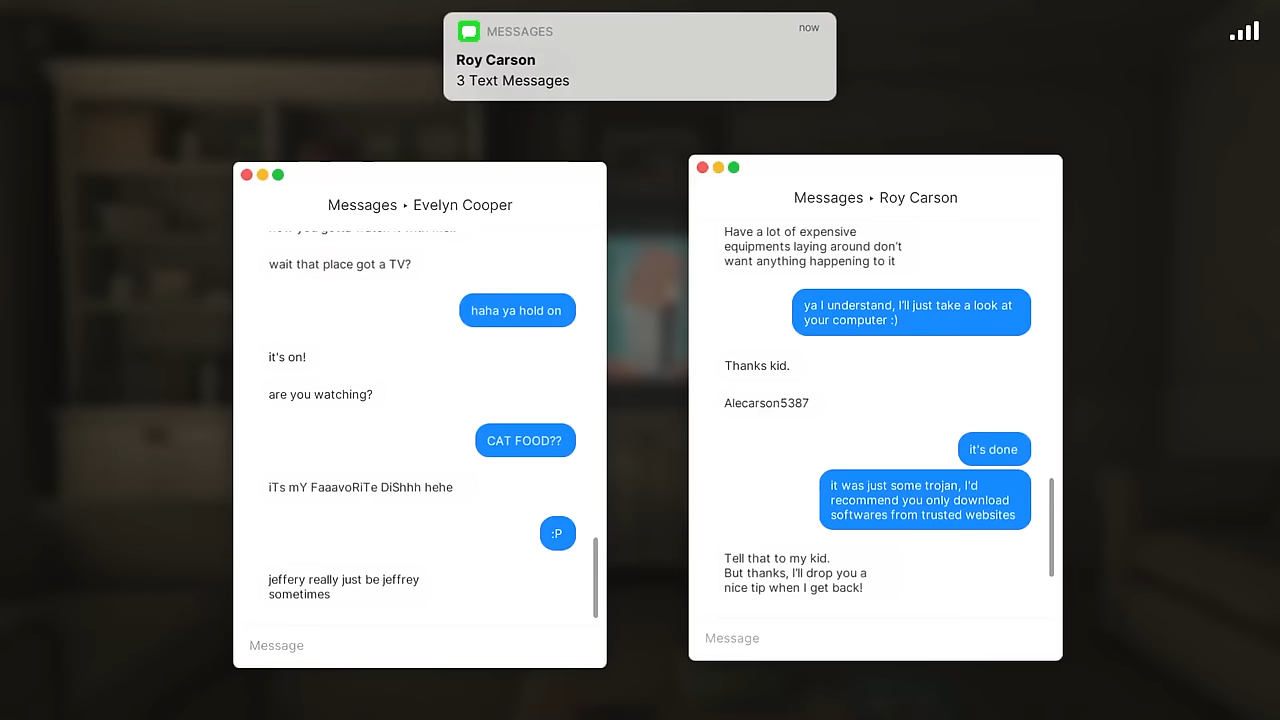 MESSAGES
now
Roy Carson
3 Text Messages
Messages ‣ Evelyn Cooper
wait that place got a TV?
haha ya hold on
it's on!
are you watching?
CAT FOOD??
iTs mY FaaavoRiTe DiShhh hehe
:P
jeffery really just be jeffrey
sometimes
Message
Messages ‣ Roy Carson
Have a lot of expensive
equipments laying around don't
want anything happening to it
ya I understand, I'll just take a look at
your computer :)
Thanks kid.
Alecarson5387
it's done
it was just some trojan, I'd
recommend you only download
softwares from trusted websites
Tell that to my kid.
But thanks, I'll drop you a
nice tip when I get back!
Message